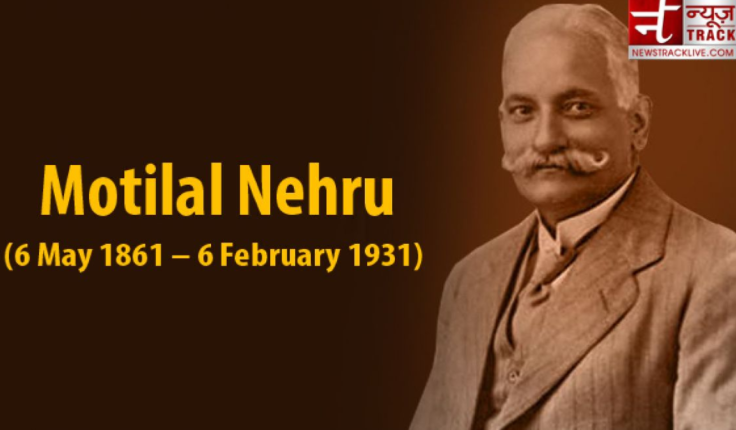 न्यूज़
TRACK
NEWSTRACKLIVE.COM
Motilal Nehru
(6 May 1861 – 6 February 1931)